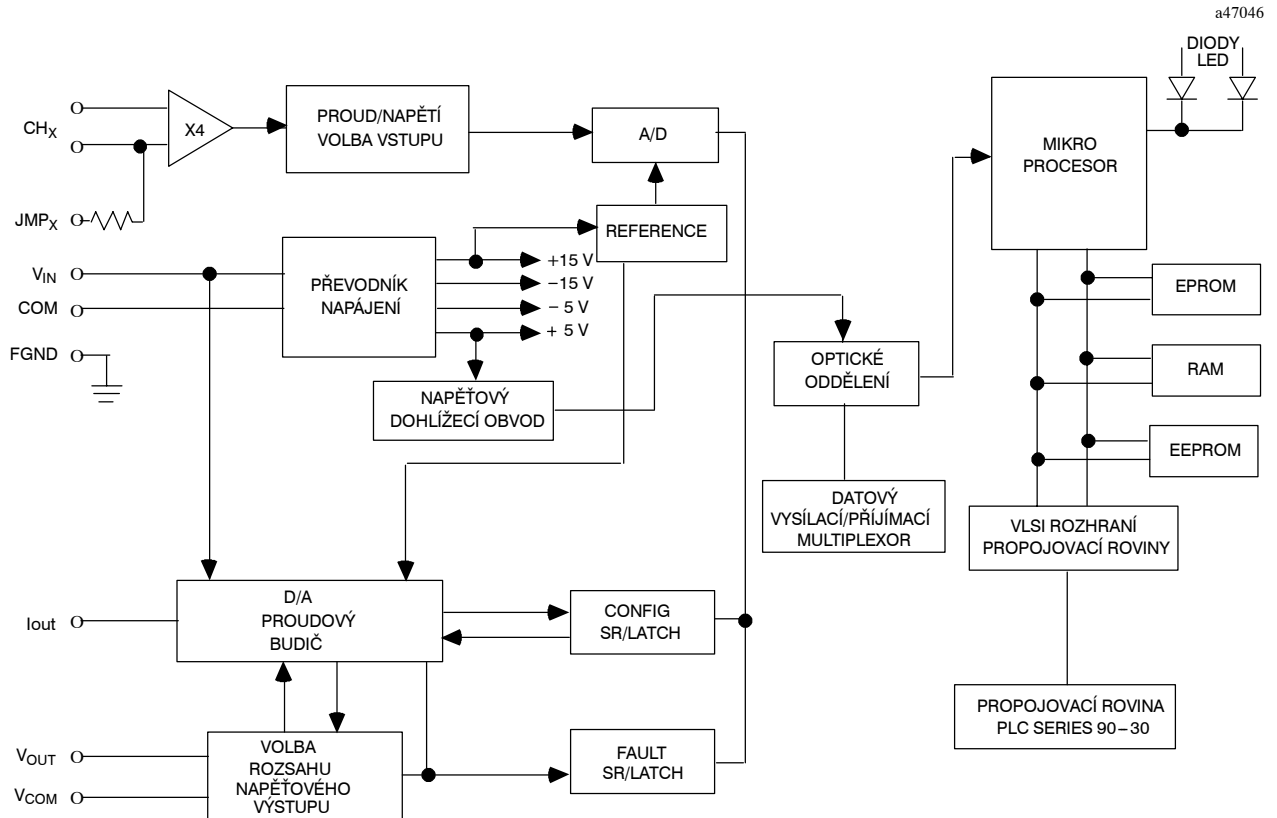 a47046
DIODY
LED
CHX
X4
PROUD/NAPĚTÍ
VOLBA VSTUPU
A/D
MIKRO
PROCESOR
JMPX
REFERENCE
VIN
COM
FGND
PŘEVODNÍK
NAPÁJENÍ
+15 V
−15 V
− 5 V
+ 5 V
EPROM
OPTICKÉ
ODDĚLENÍ
RAM
NAPĚŤOVÝ
DOHLÍŽECÍ OBVOD
EEPROM
DATOVÝ
VYSÍLACÍ/PŘÍJÍMACÍ
MULTIPLEXOR
VLSI ROZHRANÍ
PROPOJOVACÍ ROVINY
Iout
D/A
PROUDOVÝ
BUDIČ
CONFIG
SR/LATCH
PROPOJOVACÍ ROVINA
PLC SERIES 90−30
VOUT
VCOM
VOLBA
ROZSAHU
NAPĚŤOVÉHO
VÝSTUPU
FAULT
SR/LATCH